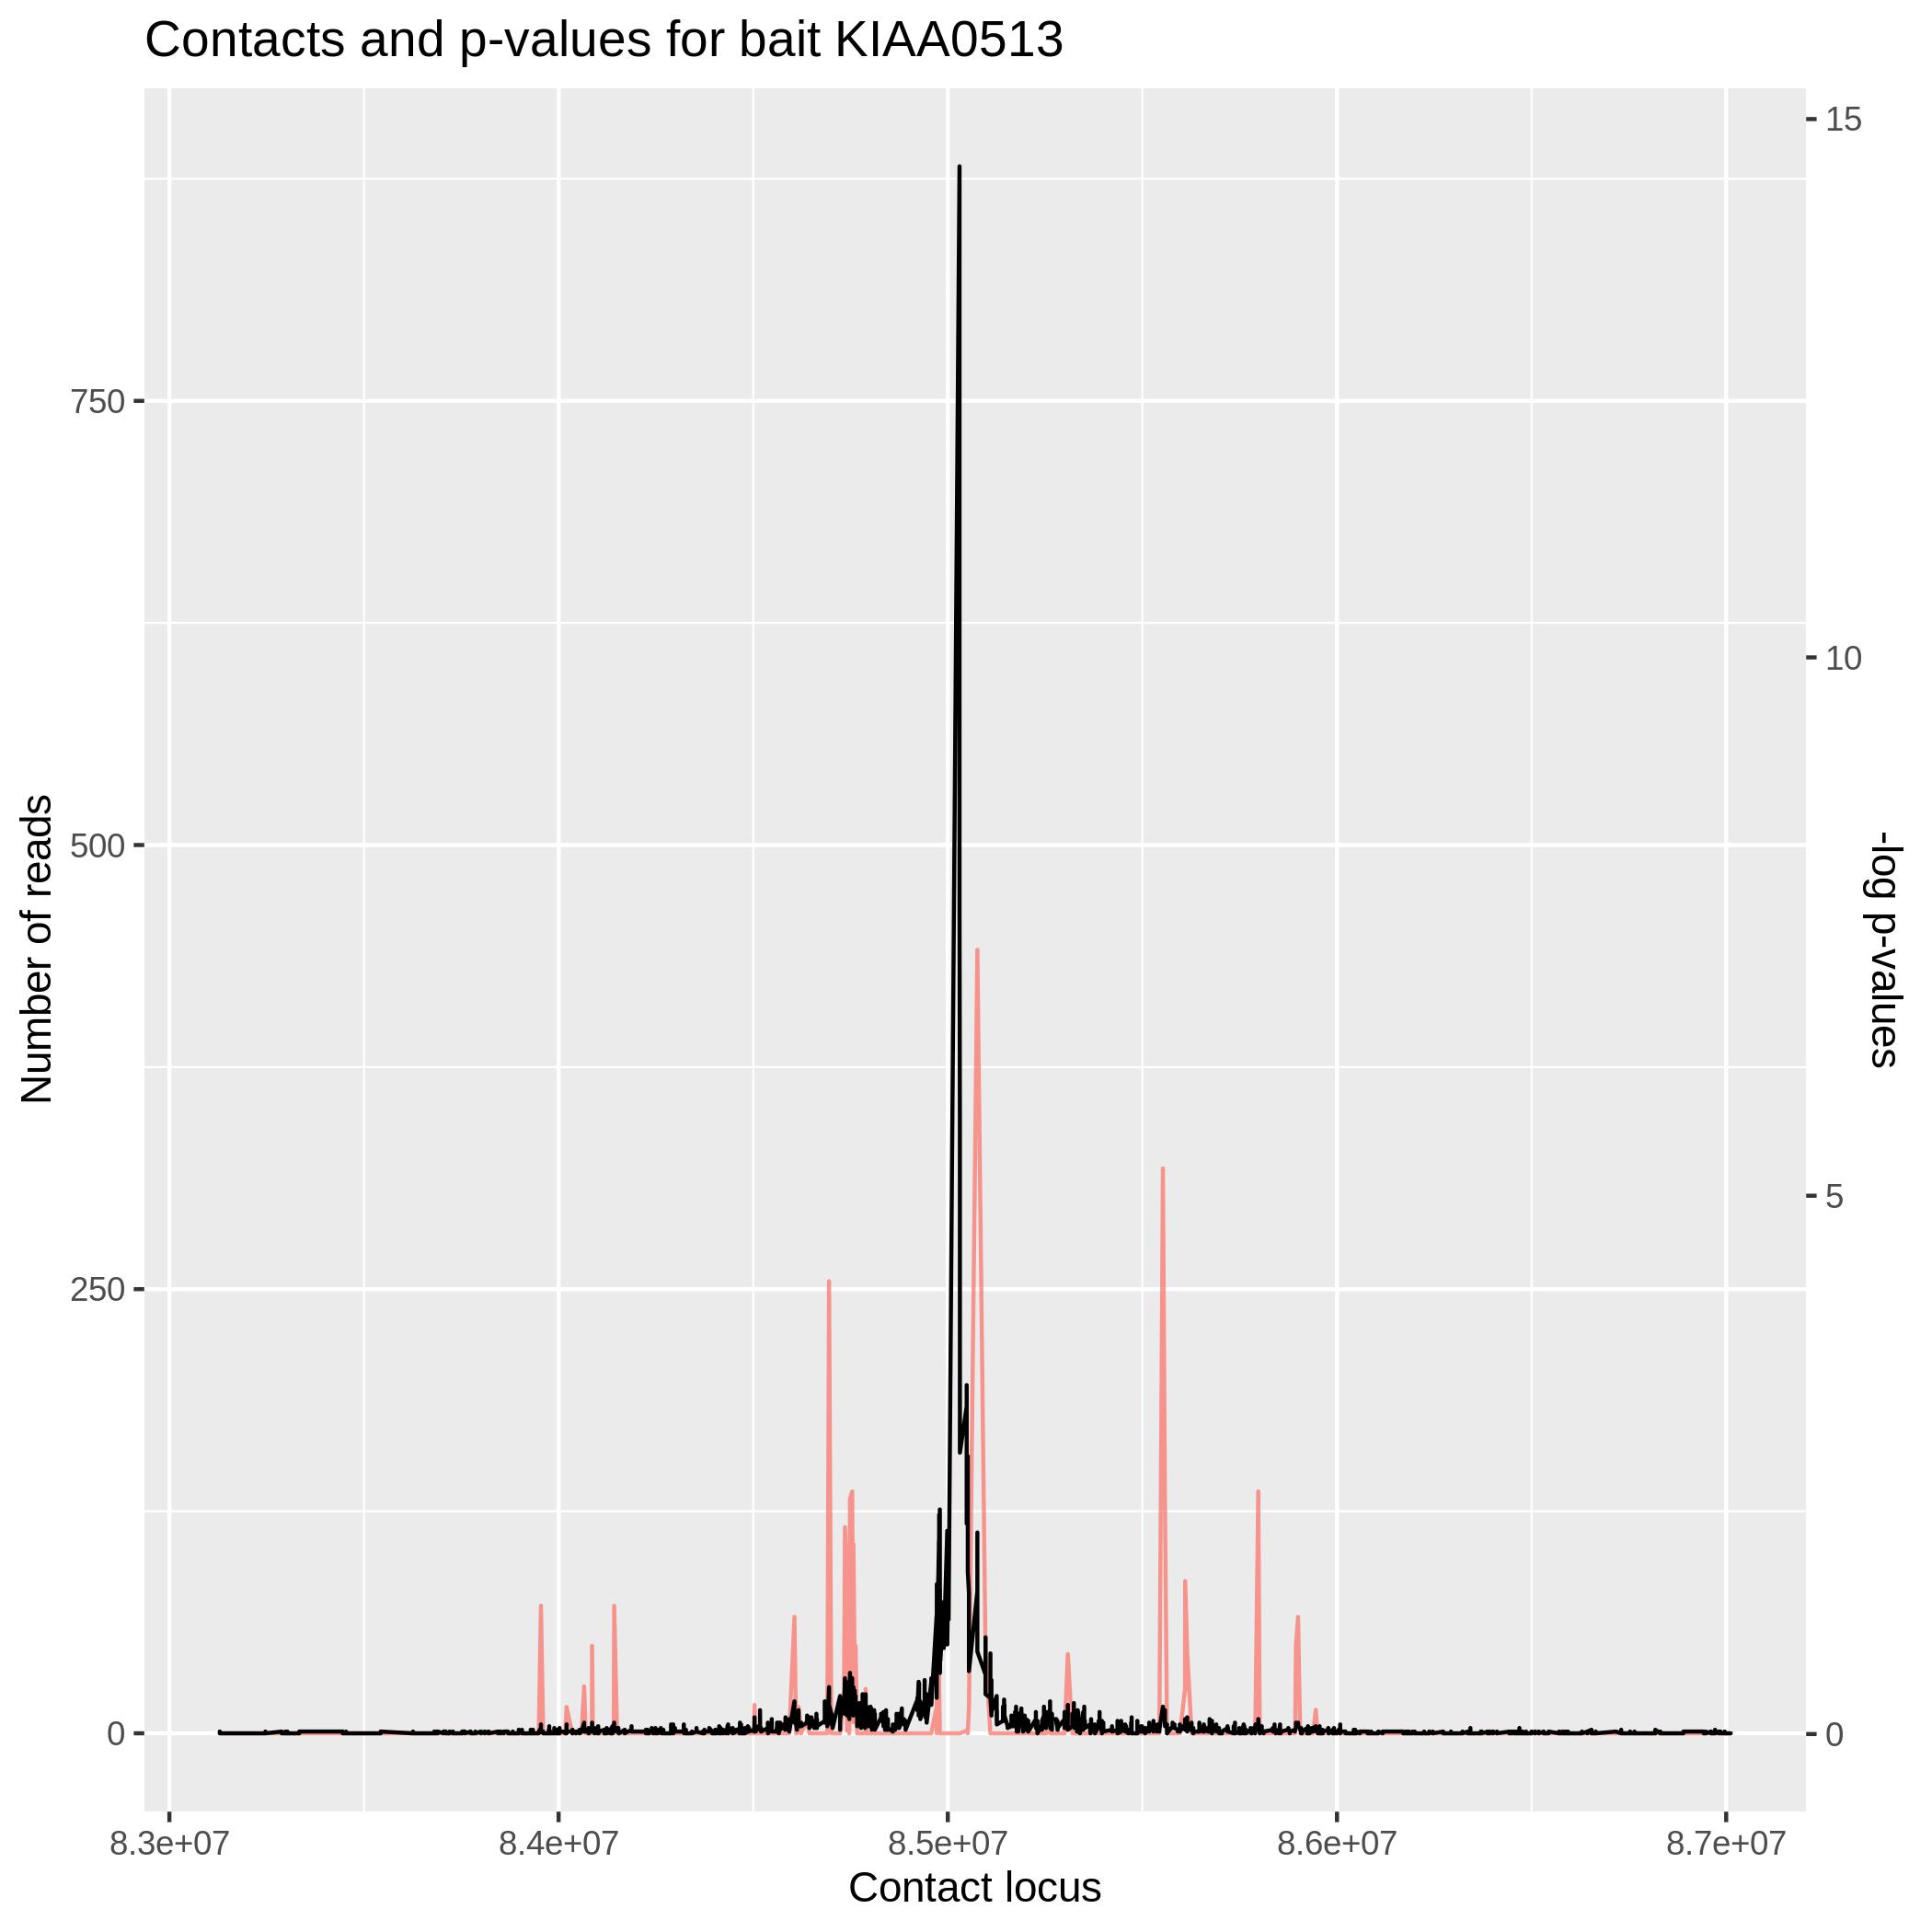 Contacts and p-values for bait KIAA0513
15
750
10
Number of reads
500
-log p-values
5
250
0
0
8.3e+07 8.4e+07 8.5e+07 8.6e+07 8.7e+07
Contact locus